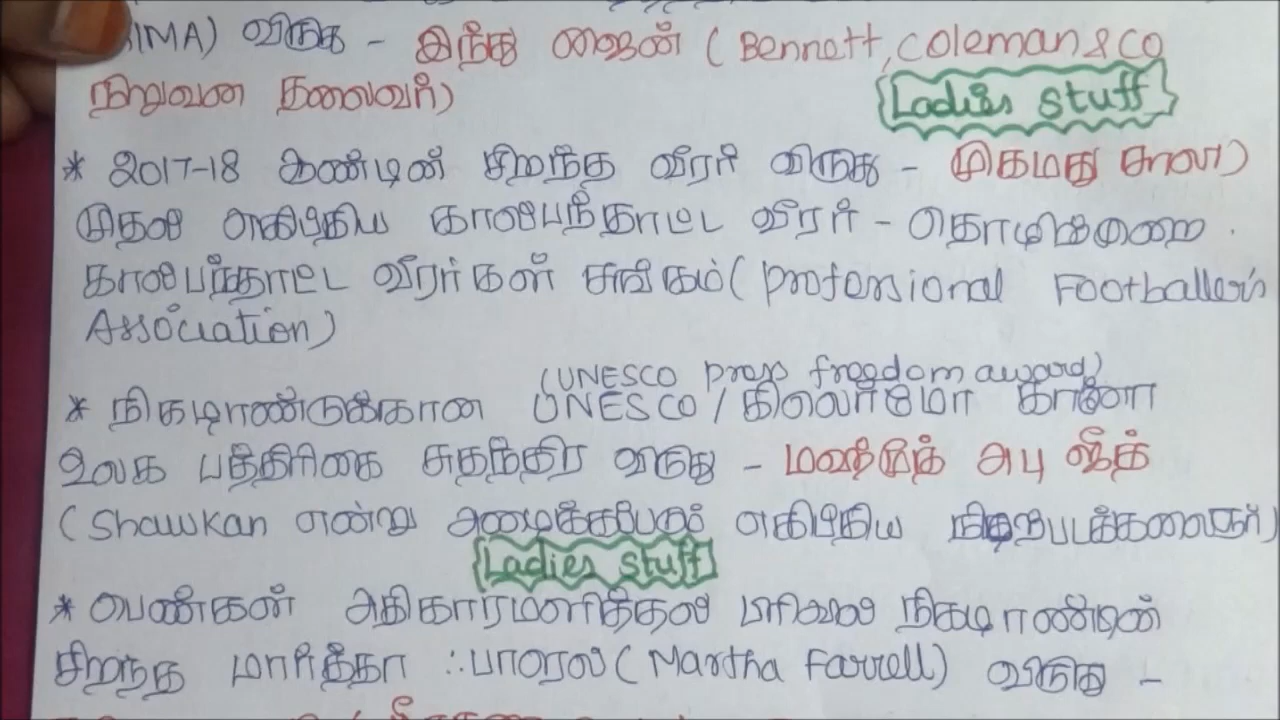 IMA) விருது - இந்து ஜைன் (Bennett, Coleman & Co
நிறுவன தலைவர்)
Ladies Stuff
* 2017-18 ஆண்டின் சிறந்த வீரர் விருது - முகமது சாலா)
முதல் எகிப்திய கால்பந்தாட்ட வீரர் - தொழில்முறை
கால்பந்தாட்ட வீரர்கள் சங்கம் (Professional Footballer's
Association)
(UNESCO press freedom award)
* நிகழாண்டுக்கான UNESCO / கில்லெர்மோ கானோ
உலக பத்திரிகை சுதந்திர விருது - மஹ்மூத் அபு ஜீத்
(Shawkan என்று அழைக்கப்படும் எகிப்திய நிழற்படக்கலைஞர்)
Ladies Stuff
* பெண்கள் அதிகாரமளித்தல் பிரிவில் நிகழாண்டின்
சிறந்த மார்த்தா ஃபாரல் (Martha Farrell) விருது -